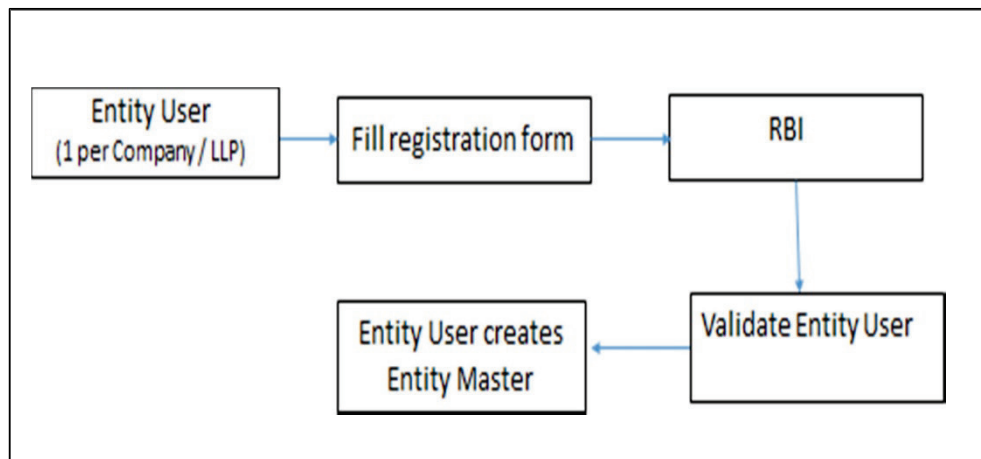 Entity User
(1 per Company / LLP)
Fill registration form
RBI
Validate Entity User
Entity User creates
Entity Master